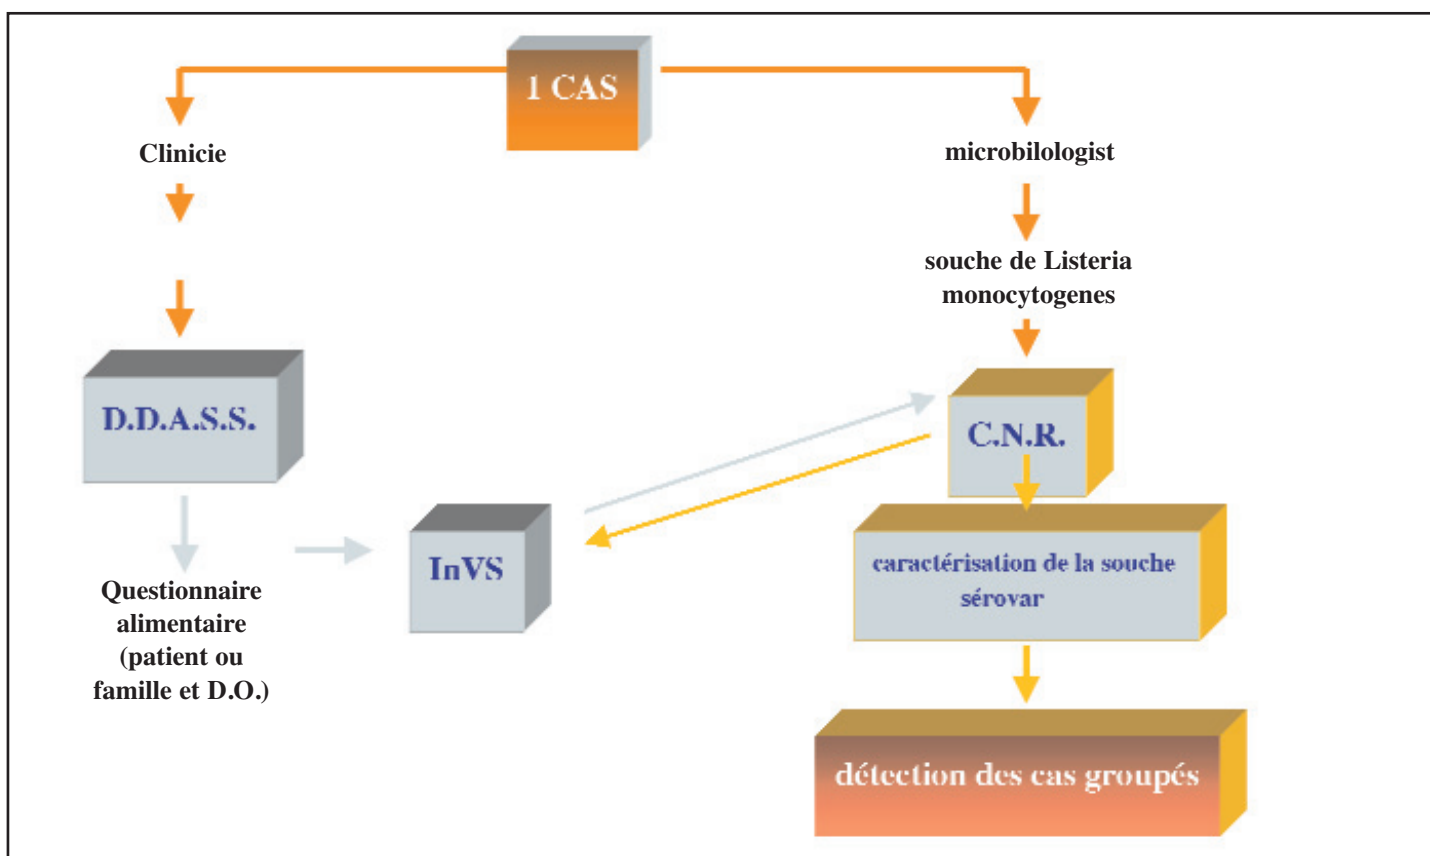 1 CAS
Clinicie
microbilologist
souche de Listeria
monocytogenes
D.D.A.S.S.
C.N.R.
InVS
caractérisation de la souche
sérovar
Questionnaire
alimentaire
(patient ou
famille et D.O.)
détection des cas groupés